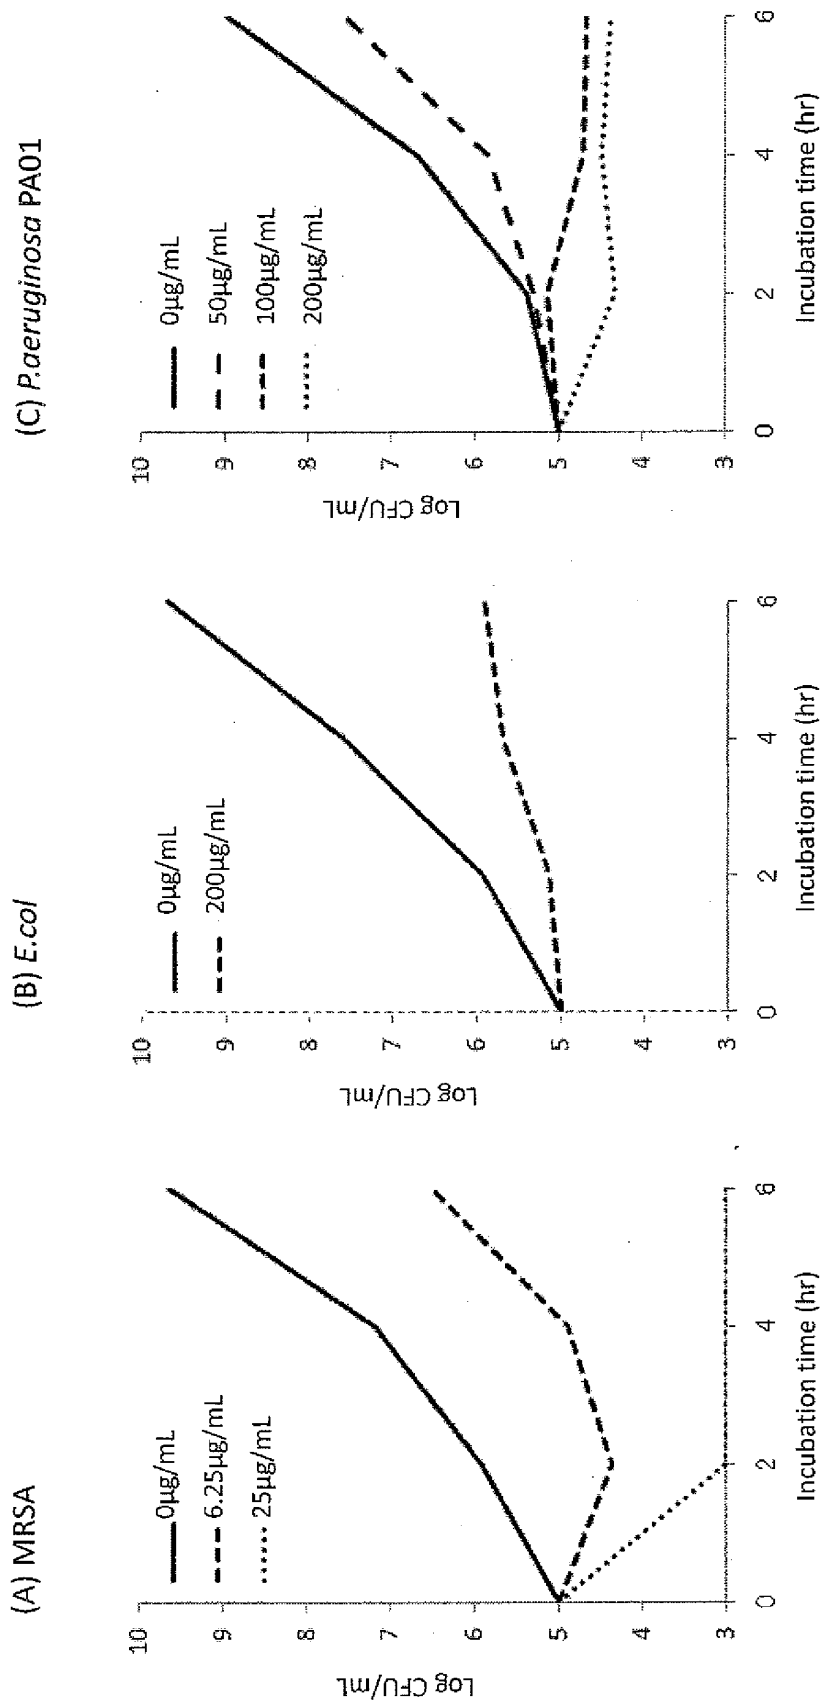 (A) MRSA
0µg/mL
6.25µg/mL
25µg/mL
10
9
8
7
6
5
4
3
Log CFU/mL
0
2
4
6
Incubation time (hr)
(B) E.col
0µg/mL
200µg/mL
10
9
8
7
6
5
4
3
Log CFU/mL
0
2
4
6
Incubation time (hr)
(C) P.aeruginosa PA01
0µg/mL
50µg/mL
100µg/mL
200µg/mL
10
9
8
7
6
5
4
3
Log CFU/mL
0
2
4
6
Incubation time (hr)